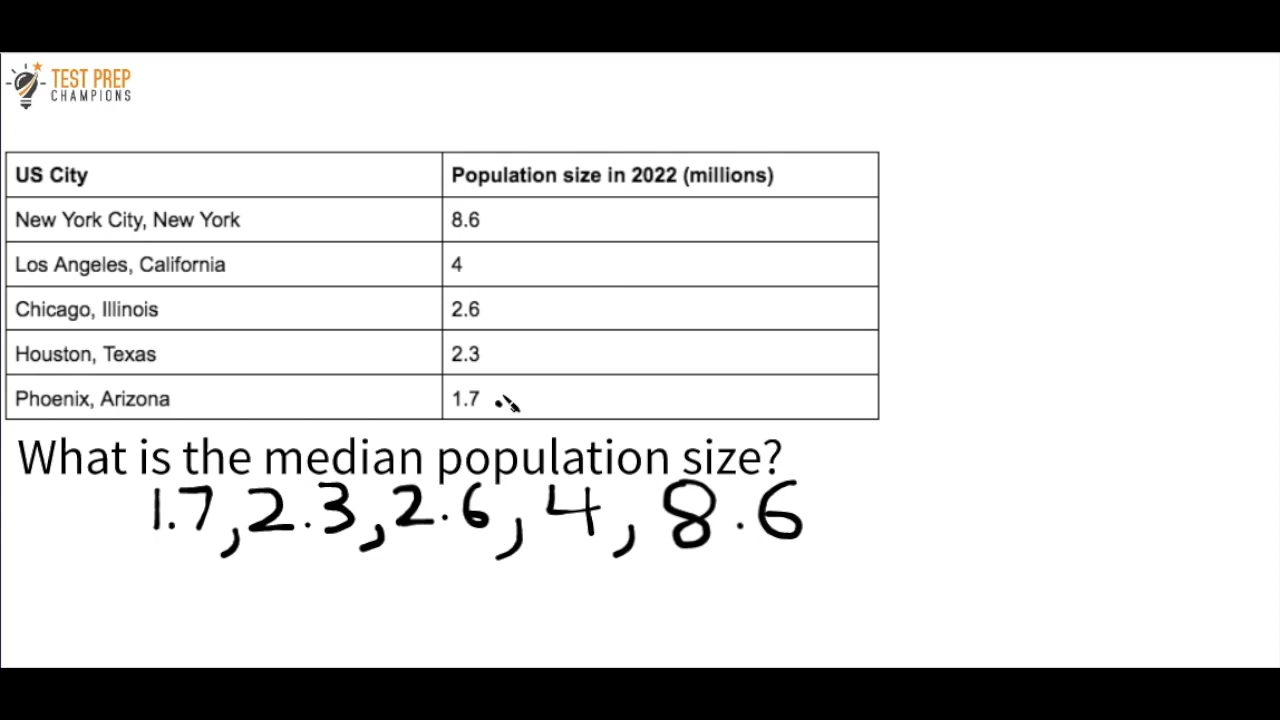 TEST PREP
CHAMPIONS
US City Population size in 2022 (millions)
New York City, New York 8.6
Los Angeles, California 4
Chicago, Illinois 2.6
Houston, Texas 2.3
Phoenix, Arizona 1.7
What is the median population size?
1.7, 2.3, 2.6, 4, 8.6